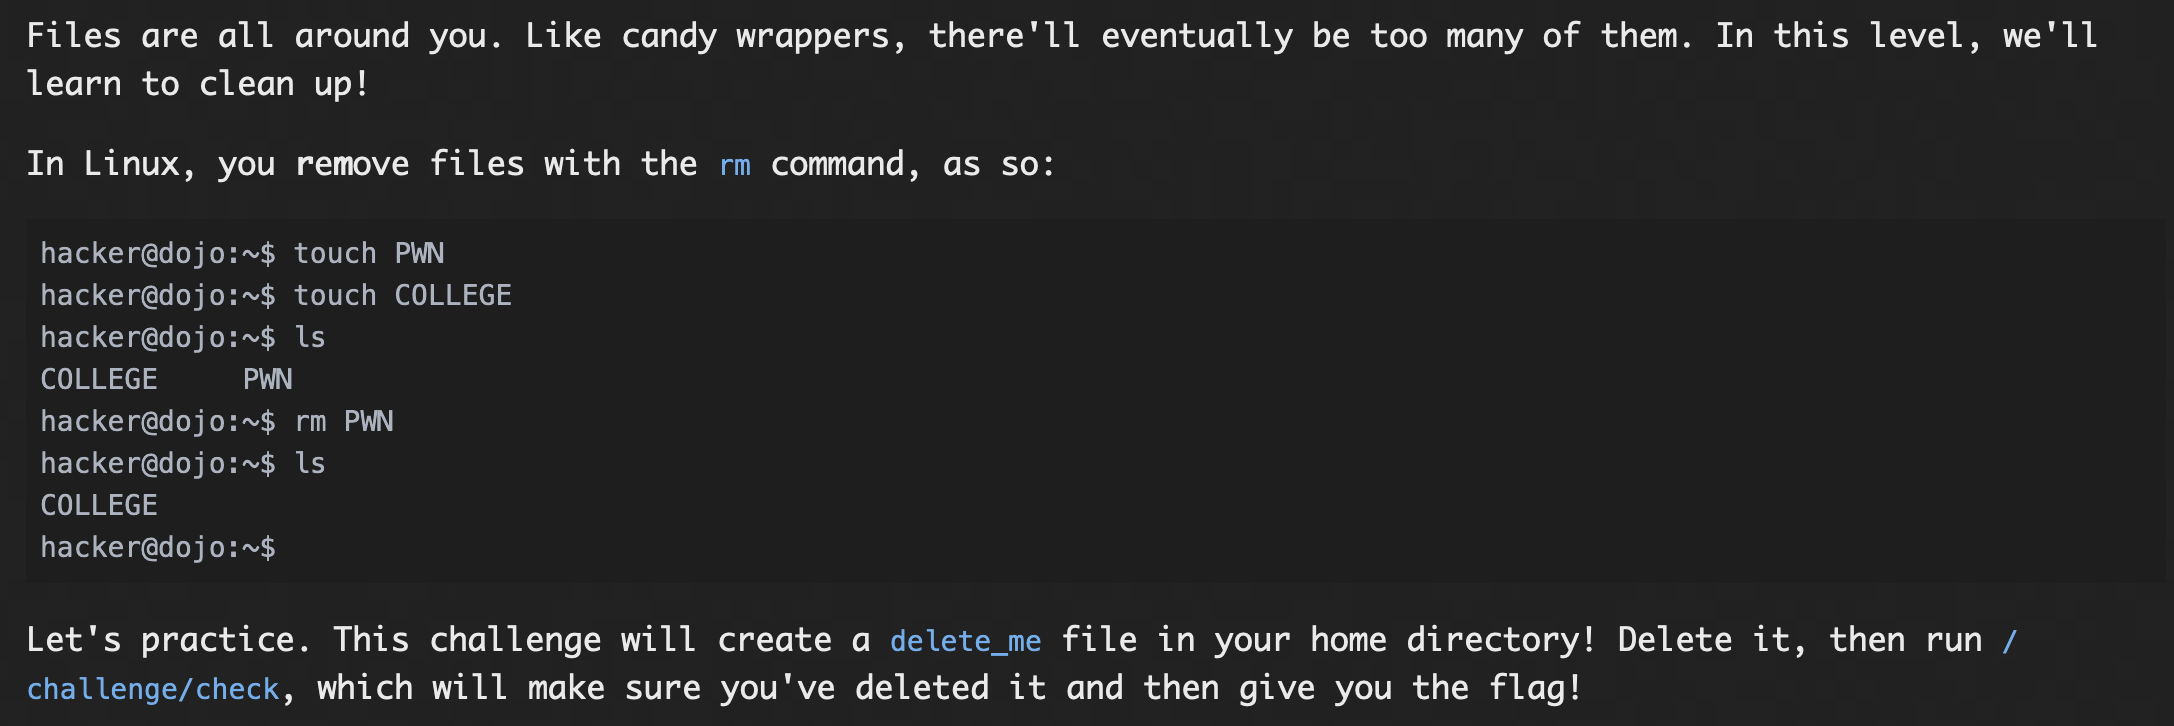 Files are all around you. Like candy wrappers, there'll eventually be too many of them. In this level, we'll
learn to clean up!
In Linux, you remove files with the rm command, as so:
hacker@dojo:~$ touch PWN
hacker@dojo:~$ touch COLLEGE
hacker@dojo:~$ ls
COLLEGE     PWN
hacker@dojo:~$ rm PWN
hacker@dojo:~$ ls
COLLEGE
hacker@dojo:~$
Let's practice. This challenge will create a delete_me file in your home directory! Delete it, then run /
challenge/check, which will make sure you've deleted it and then give you the flag!